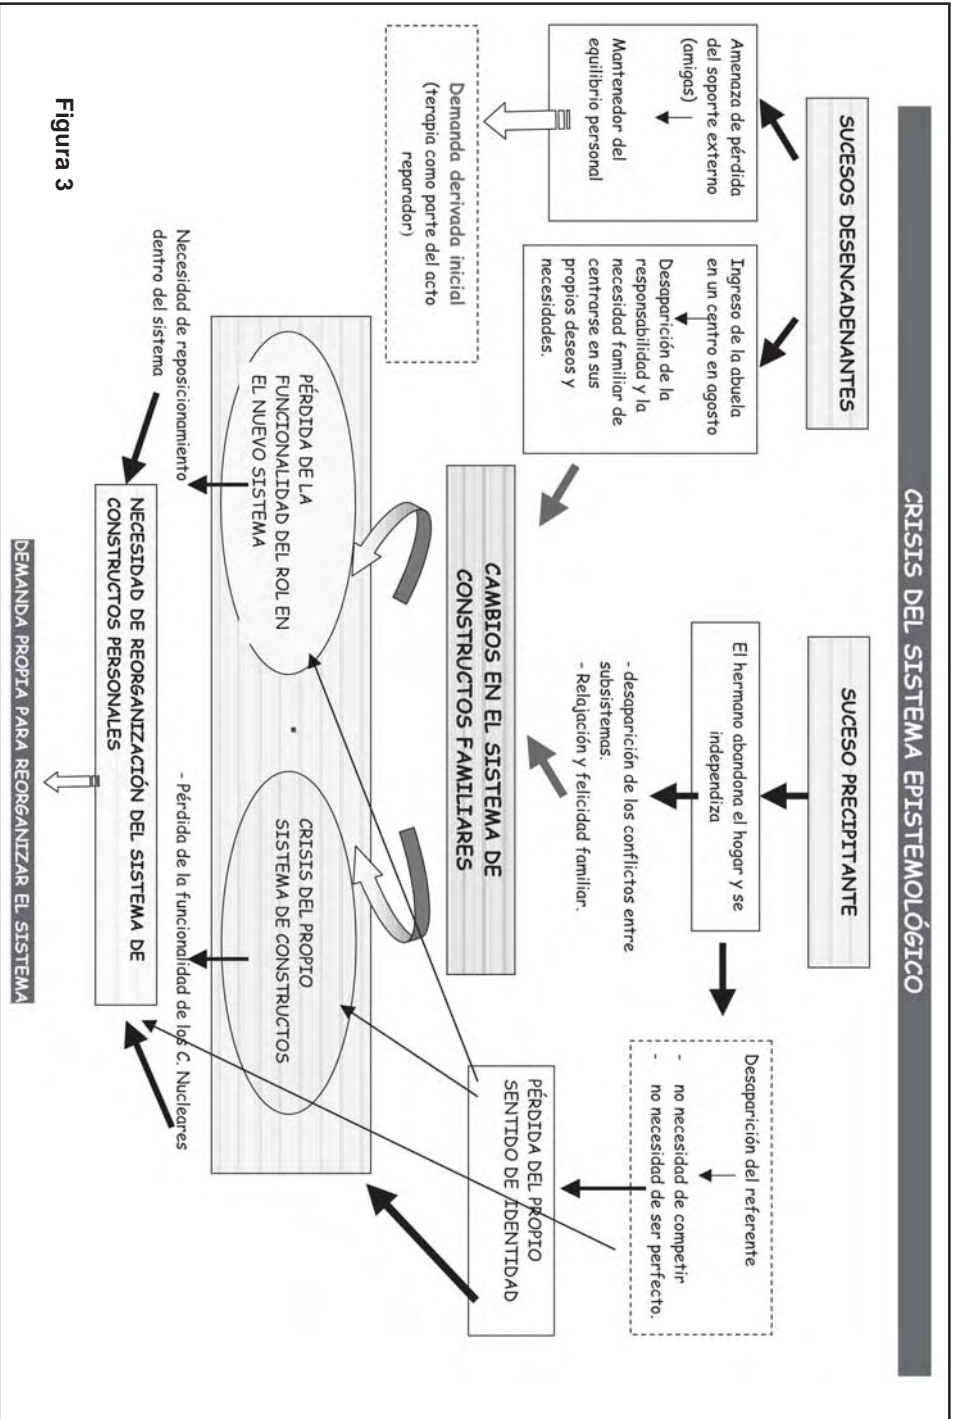 CRISIS DEL SISTEMA EPISTEMOLÓGICO
SUCESOS DESENCADENANTES
SUCESO PRECIPITANTE
Amenaza de pérdida
del soporte externo
(amigas)
Mantenedor del
equilibrio personal
Ingreso de la abuela
en un centro en agosto
Desaparición de la
responsabilidad y la
necesidad familiar de
centrarse en sus
propios deseos y
necesidades.
El hermano abandona el hogar y se
independiza
Desaparición del referente
- no necesidad de competir
- no necesidad de ser perfecto.
- desaparición de los conflictos entre
subsistemas.
- Relajación y felicidad familiar.
Demanda derivada inicial
(terapia como parte del acto
reparador)
CAMBIOS EN EL SISTEMA DE
CONSTRUCTOS FAMILIARES
PÉRDIDA DEL PROPIO
SENTIDO DE IDENTIDAD
PÉRDIDA DE LA
FUNCIONALIDAD DEL ROL EN
EL NUEVO SISTEMA
CRISIS DEL PROPIO
SISTEMA DE CONSTRUCTOS
Necesidad de reposicionamiento
dentro del sistema
- Pérdida de la funcionalidad de los C. Nucleares
NECESIDAD DE REORGANIZACIÓN DEL SISTEMA DE
CONSTRUCTOS PERSONALES
DEMANDA PROPIA PARA REORGANIZAR EL SISTEMA
Figura 3